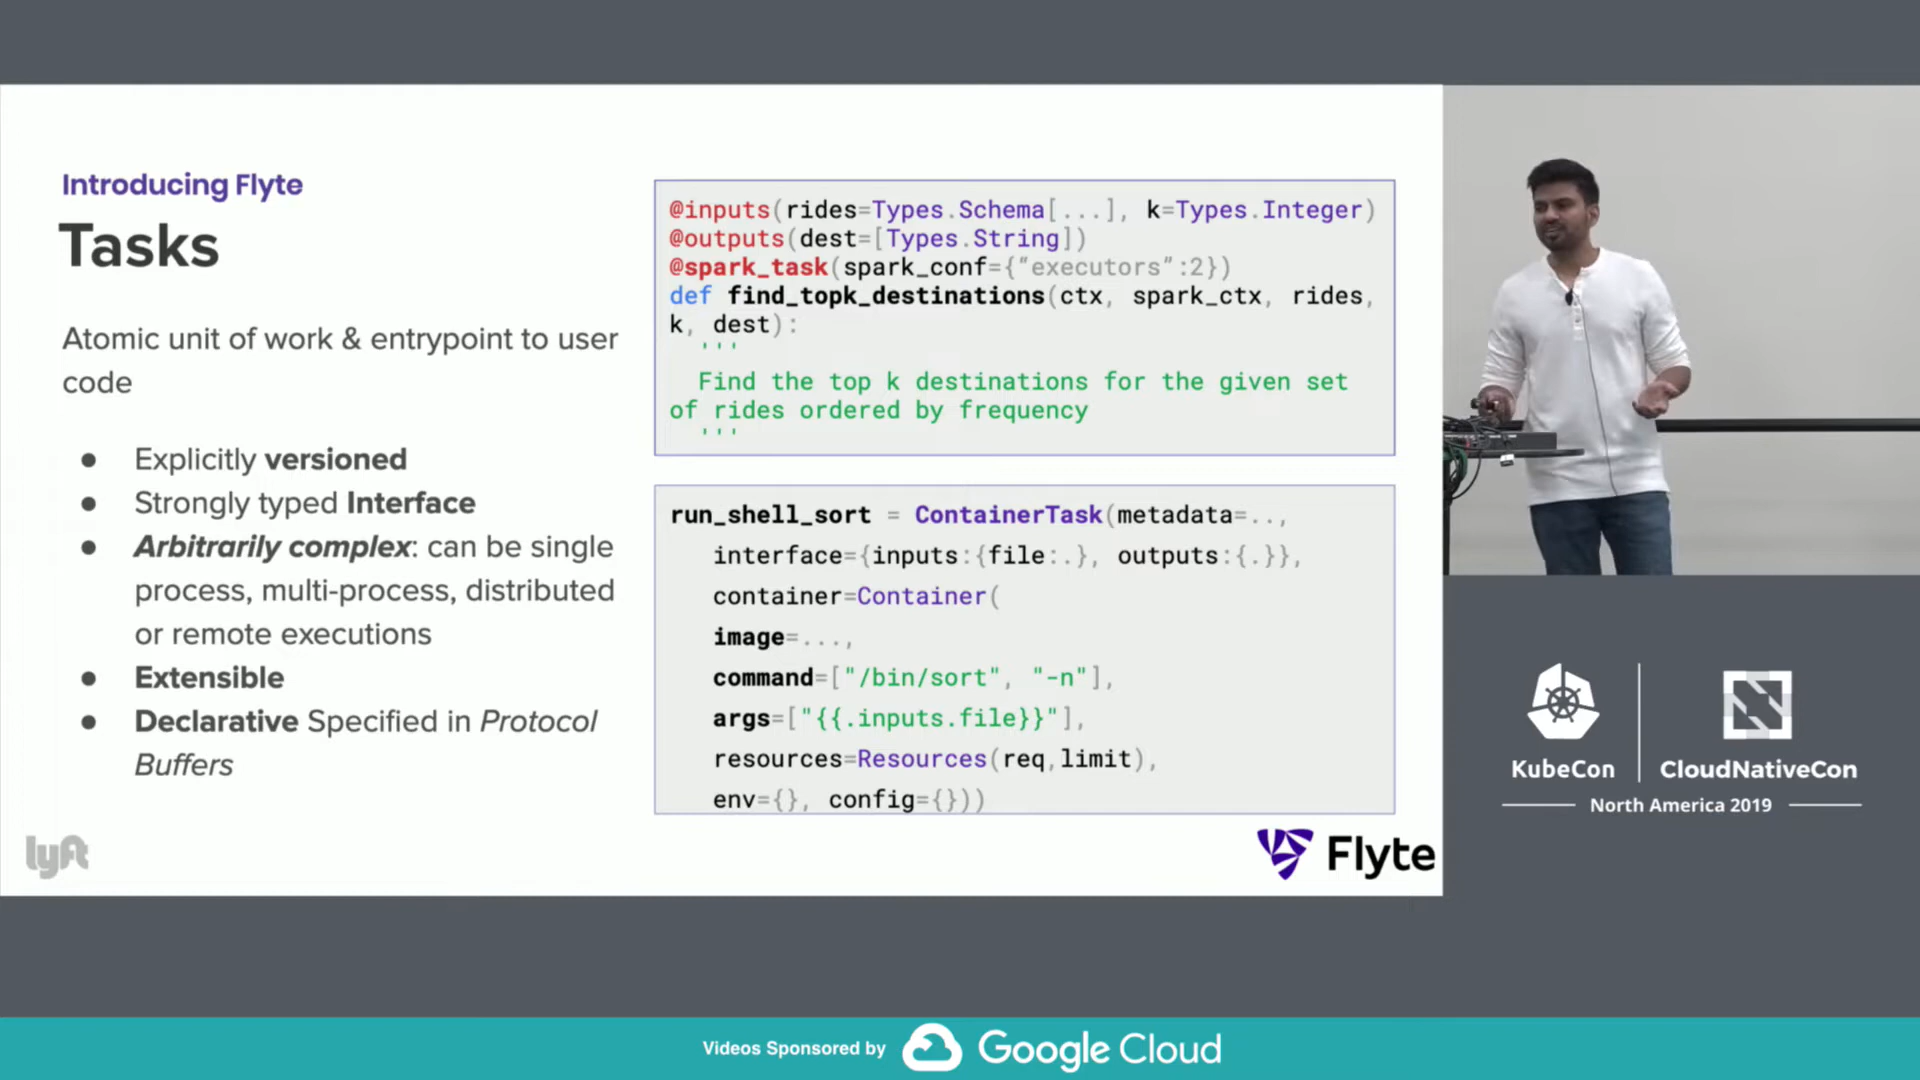 Introducing Flyte
Tasks
Atomic unit of work & entrypoint to user
code
● Explicitly versioned
● Strongly typed Interface
● Arbitrarily complex: can be single
process, multi-process, distributed
or remote executions
● Extensible
● Declarative Specified in Protocol
Buffers
lyft
@inputs(rides=Types.Schema[...], k=Types.Integer)
@outputs(dest=[Types.String])
@spark_task(spark_conf={“executors”:2})
def find_topk_destinations(ctx, spark_ctx, rides,
k, dest):
'''
Find the top k destinations for the given set
of rides ordered by frequency
'''
run_shell_sort = ContainerTask(metadata=..,
interface={inputs:{file:.}, outputs:{.}},
container=Container(
image=...,
command=["/bin/sort", "-n"],
args=["{{.inputs.file}}"],
resources=Resources(req,limit),
env={}, config={}))
Flyte
KubeCon | CloudNativeCon
North America 2019
Videos Sponsored by Google Cloud